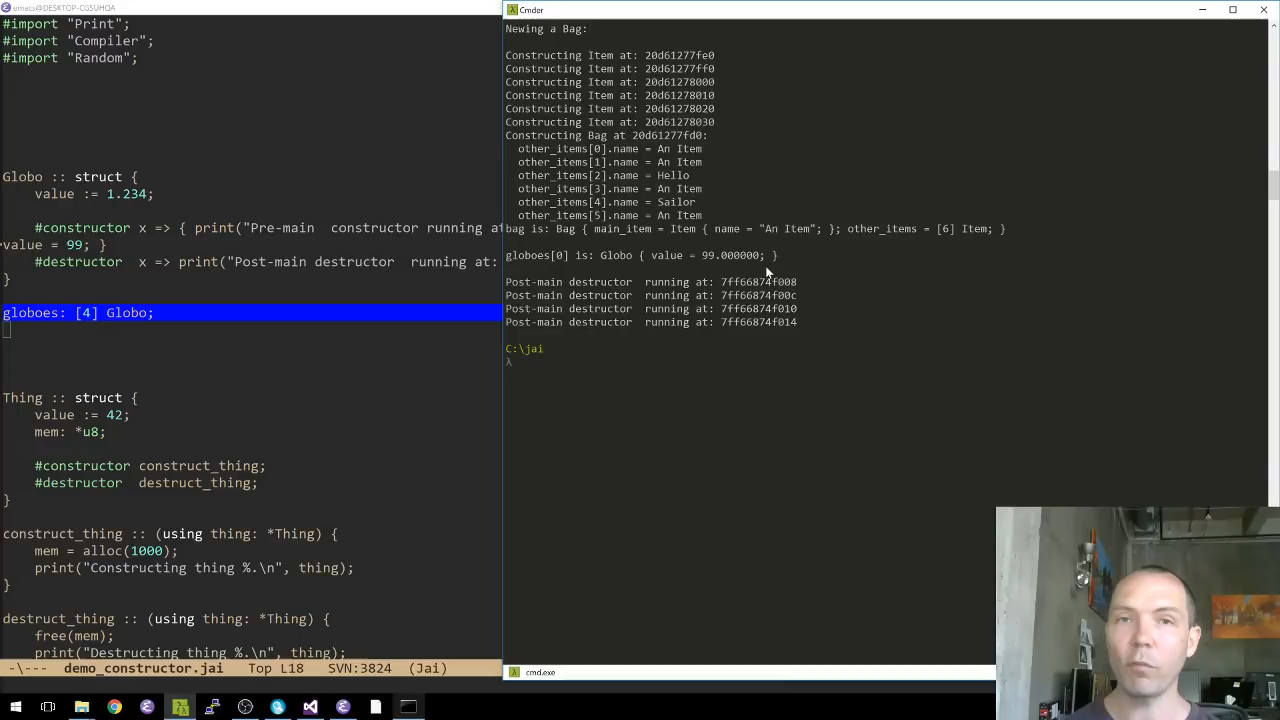 emacs@DESKTOP-CGSUHQA
#import "Print";
#import "Compiler";
#import "Random";
Globo :: struct {
value := 1.234;
#constructor x => { print("Pre-main constructor running at
value = 99; }
#destructor x => print("Post-main destructor running at:
}
globoes: [4] Globo;
Thing :: struct {
value := 42;
mem: *u8;
#constructor construct_thing;
#destructor destruct_thing;
}
construct_thing :: (using thing: *Thing) {
mem = alloc(1000);
print("Constructing thing %.\n", thing);
}
destruct_thing :: (using thing: *Thing) {
free(mem);
print("Destructing thing %.\n", thing);
-\--- demo_constructor.jai Top L18 SVN:3824 (Jai)
Cmder
Newing a Bag:
Constructing Item at: 20d61277fe0
Constructing Item at: 20d61277ff0
Constructing Item at: 20d61278000
Constructing Item at: 20d61278010
Constructing Item at: 20d61278020
Constructing Item at: 20d61278030
Constructing Bag at 20d61277fd0:
other_items[0].name = An Item
other_items[1].name = An Item
other_items[2].name = Hello
other_items[3].name = An Item
other_items[4].name = Sailor
other_items[5].name = An Item
bag is: Bag { main_item = Item { name = "An Item"; }; other_items = [6] Item; }
globoes[0] is: Globo { value = 99.000000; }
Post-main destructor running at: 7ff66874f008
Post-main destructor running at: 7ff66874f00c
Post-main destructor running at: 7ff66874f010
Post-main destructor running at: 7ff66874f014
C:\jai
λ
cmd.exe